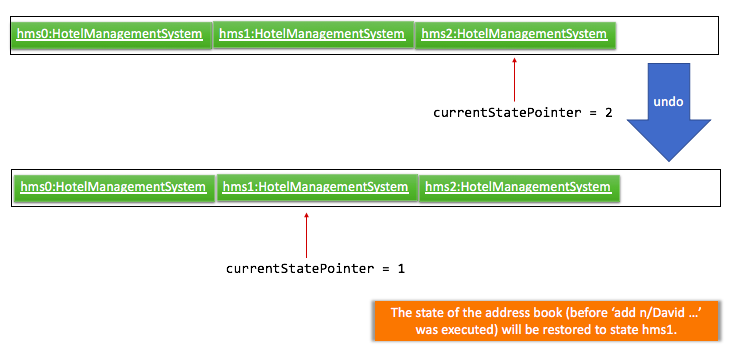 hms0:HotelManagementSystem hms1:HotelManagementSystem hms2:HotelManagementSystem
undo
currentStatePointer = 2
hms0:HotelManagementSystem hms1:HotelManagementSystem hms2:HotelManagementSystem
currentStatePointer = 1
The state of the address book (before ‘add n/David …’
was executed) will be restored to state hms1.